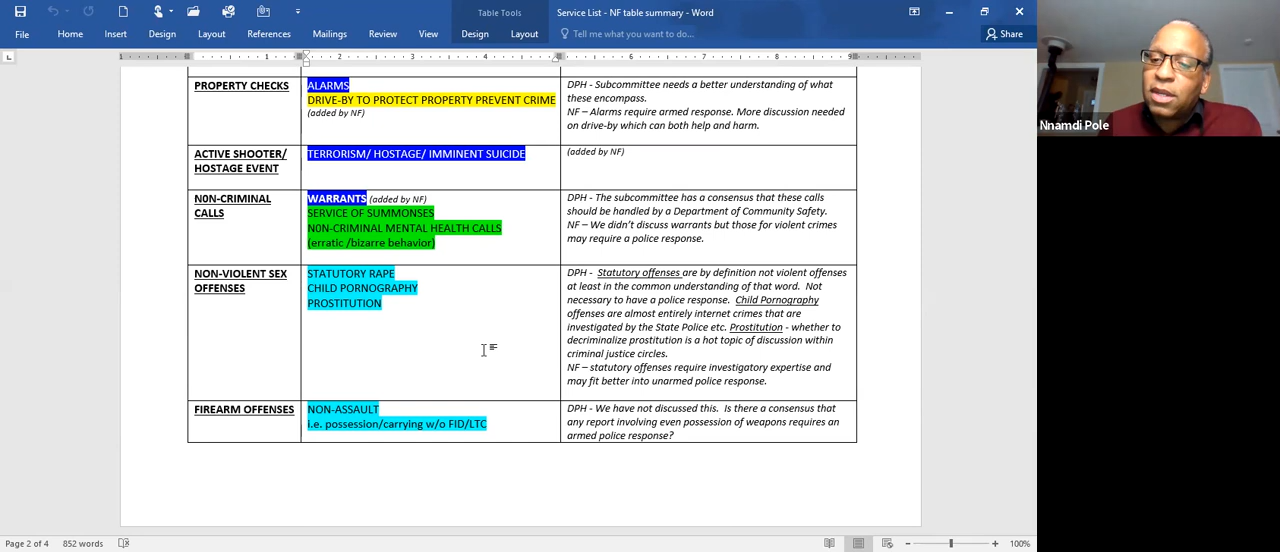 Table Tools
Service List - NF table summary - Word
File Home Insert Design Layout References Mailings Review View Design Layout Tell me what you want to do... Share
1 1 2 3 4 5 6 7 8 9
PROPERTY CHECKS
ALARMS
DRIVE-BY TO PROTECT PROPERTY PREVENT CRIME
(added by NF)
DPH - Subcommittee needs a better understanding of what
these encompass.
NF – Alarms require armed response. More discussion needed
on drive-by which can both help and harm.
ACTIVE SHOOTER/
HOSTAGE EVENT
TERRORISM/ HOSTAGE/ IMMINENT SUICIDE
(added by NF)
N0N-CRIMINAL
CALLS
WARRANTS (added by NF)
SERVICE OF SUMMONSES
N0N-CRIMINAL MENTAL HEALTH CALLS
(erratic /bizarre behavior)
DPH - The subcommittee has a consensus that these calls
should be handled by a Department of Community Safety.
NF – We didn't discuss warrants but those for violent crimes
may require a police response.
NON-VIOLENT SEX
OFFENSES
STATUTORY RAPE
CHILD PORNOGRAPHY
PROSTITUTION
DPH - Statutory offenses are by definition not violent offenses
at least in the common understanding of that word. Not
necessary to have a police response. Child Pornography
offenses are almost entirely internet crimes that are
investigated by the State Police etc. Prostitution - whether to
decriminalize prostitution is a hot topic of discussion within
criminal justice circles.
NF – statutory offenses require investigatory expertise and
may fit better into unarmed police response.
FIREARM OFFENSES
NON-ASSAULT
i.e. possession/carrying w/o FID/LTC
DPH - We have not discussed this. Is there a consensus that
any report involving even possession of weapons requires an
armed police response?
Page 2 of 4 852 words 100%
Nnamdi Pole